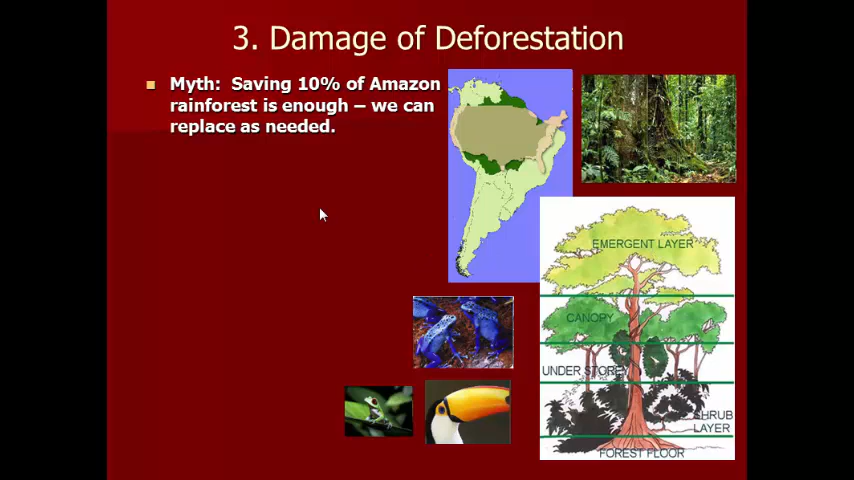 3. Damage of Deforestation
Myth: Saving 10% of Amazon
rainforest is enough – we can
replace as needed.
EMERGENT LAYER
CANOPY
UNDER STOREY
SHRUB
LAYER
FOREST FLOOR